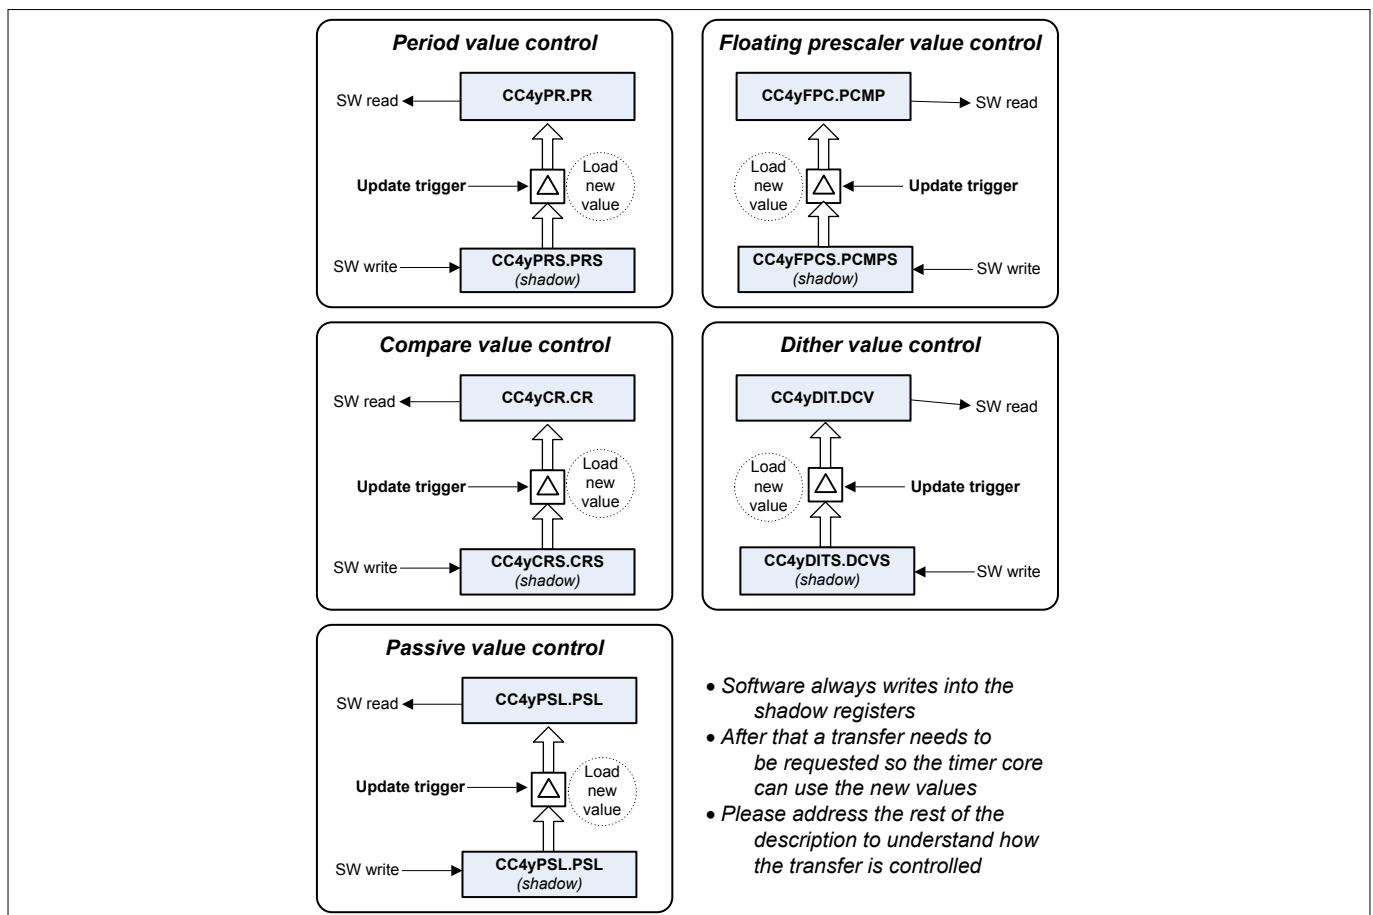 Period value control
CC4yPR.PR
SW read
Load
new
value
Update trigger
CC4yPRS.PRS
(shadow)
SW write
Floating prescaler value control
CC4yFPC.PCMP
SW read
Load
new
value
Update trigger
CC4yFPCS.PCMPS
(shadow)
SW write
Compare value control
CC4yCR.CR
SW read
Load
new
value
Update trigger
CC4yCRS.CRS
(shadow)
SW write
Dither value control
CC4yDIT.DCV
SW read
Load
new
value
Update trigger
CC4yDITS.DCVS
(shadow)
SW write
Passive value control
CC4yPSL.PSL
SW read
Load
new
value
Update trigger
CC4yPSL.PSL
(shadow)
SW write
• Software always writes into the
shadow registers
• After that a transfer needs to
be requested so the timer core
can use the new values
• Please address the rest of the
description to understand how
the transfer is controlled